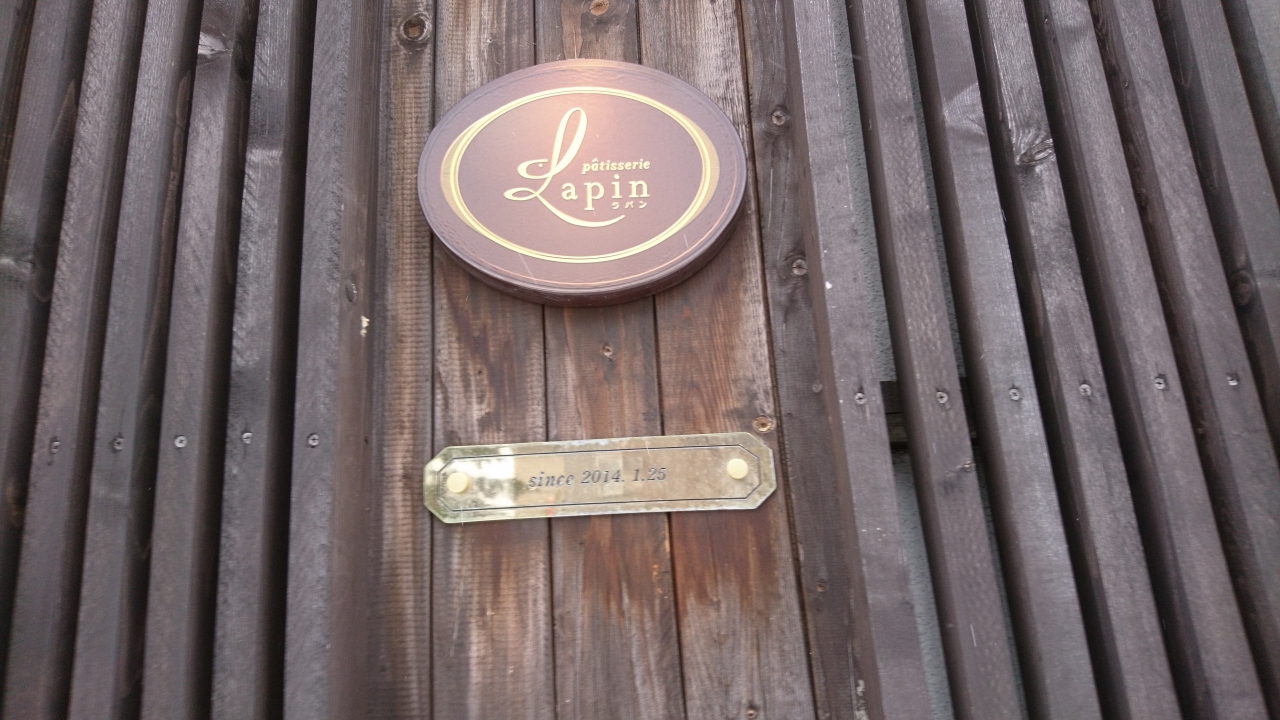 pâtisserie
Lapin
ラパン
since 2014. 1.25